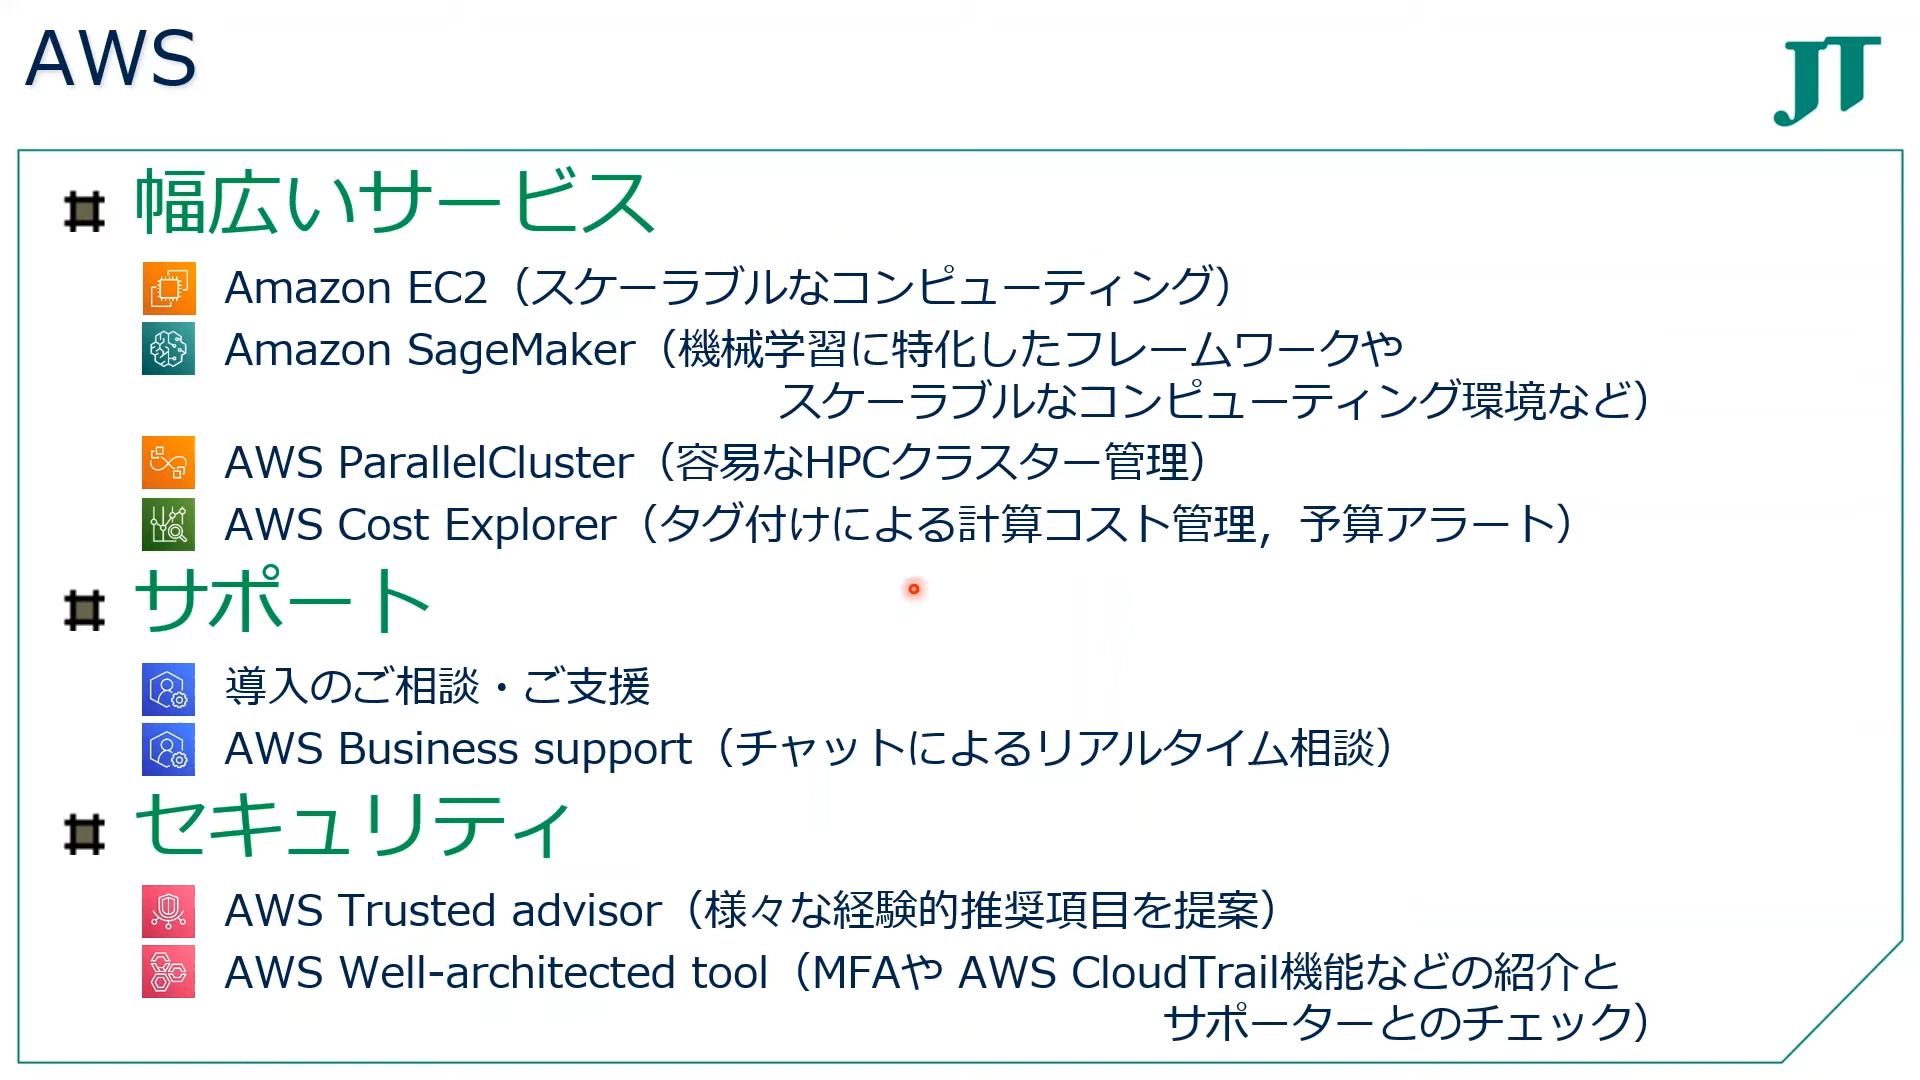 AWS
JT
幅広いサービス
Amazon EC2（スケーラブルなコンピューティング）
Amazon SageMaker（機械学習に特化したフレームワークや
スケーラブルなコンピューティング環境など）
AWS ParallelCluster（容易なHPCクラスター管理）
AWS Cost Explorer（タグ付けによる計算コスト管理，予算アラート）
サポート
導入のご相談・ご支援
AWS Business support（チャットによるリアルタイム相談）
セキュリティ
AWS Trusted advisor（様々な経験的推奨項目を提案）
AWS Well-architected tool（MFAや AWS CloudTrail機能などの紹介と
サポーターとのチェック）